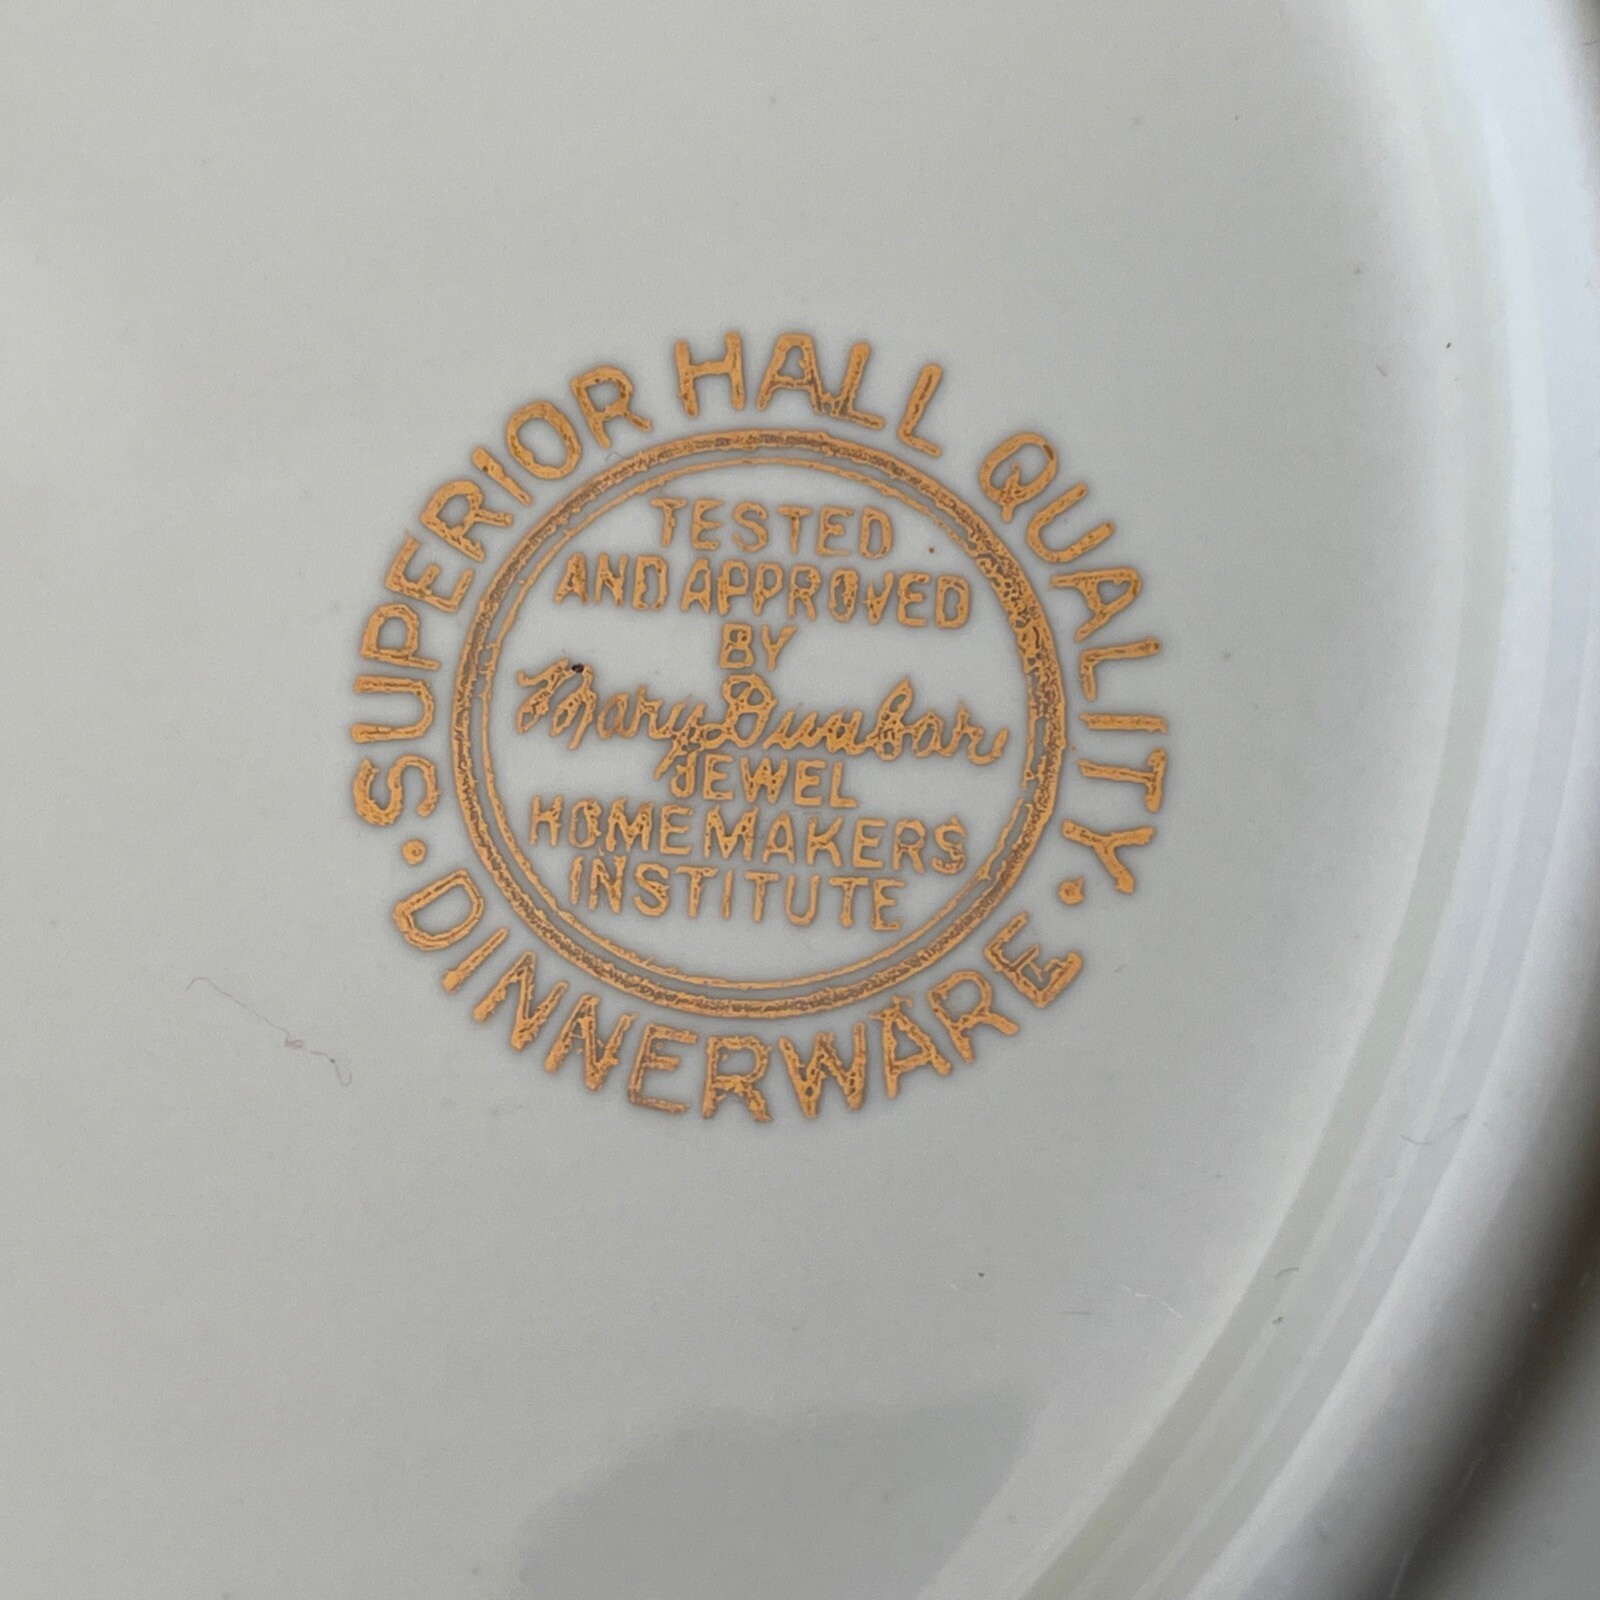 SUPERIOR HALL QUALITY
TESTED
AND APPROVED
BY
Mary Dunbar
JEWEL
HOMEMAKERS
INSTITUTE
· DINNERWARE ·